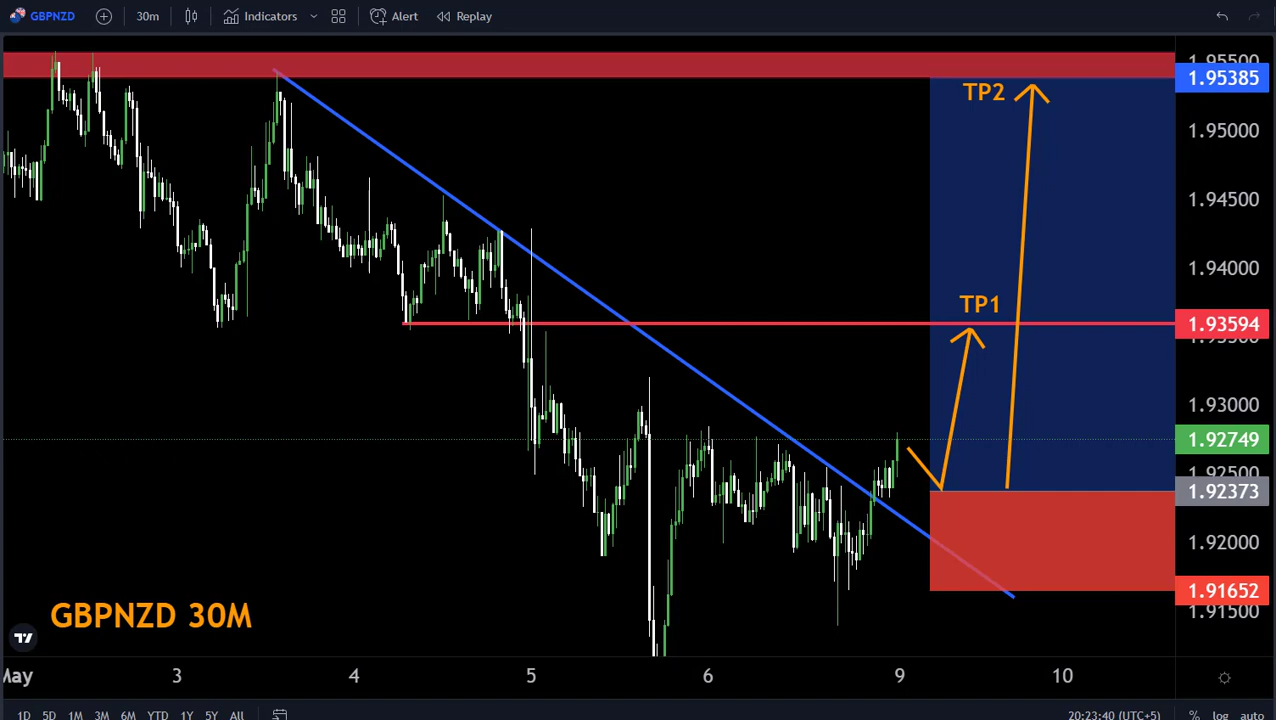 GBPNZD 30m Indicators Alert Replay
1.95500
1.95385
TP2
1.95000
1.94500
1.94000
TP1
1.93594
1.93000
1.92749
1.92500
1.92373
1.92000
1.91652
1.91500
GBPNZD 30M
May 3 4 5 6 9 10
1D 5D 1M 3M 6M YTD 1Y 5Y All 20:23:40 (UTC+5) % log auto